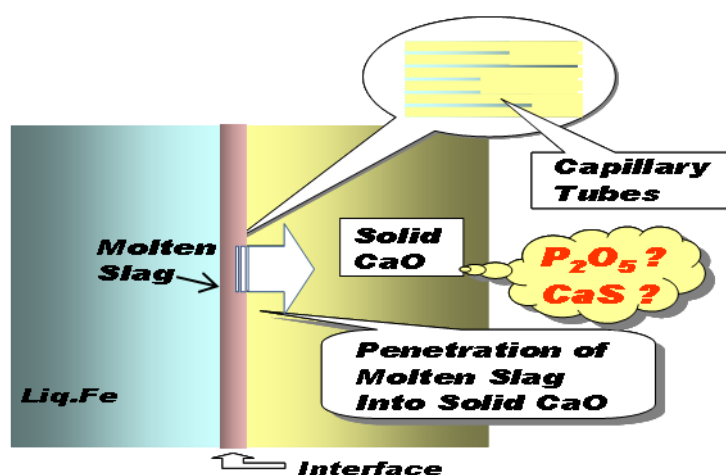 Capillary
Tubes
Solid
CaO
P₂O₅ ?
CaS ?
Molten
Slag
Penetration of
Molten Slag
Into Solid CaO
Liq.Fe
Interface